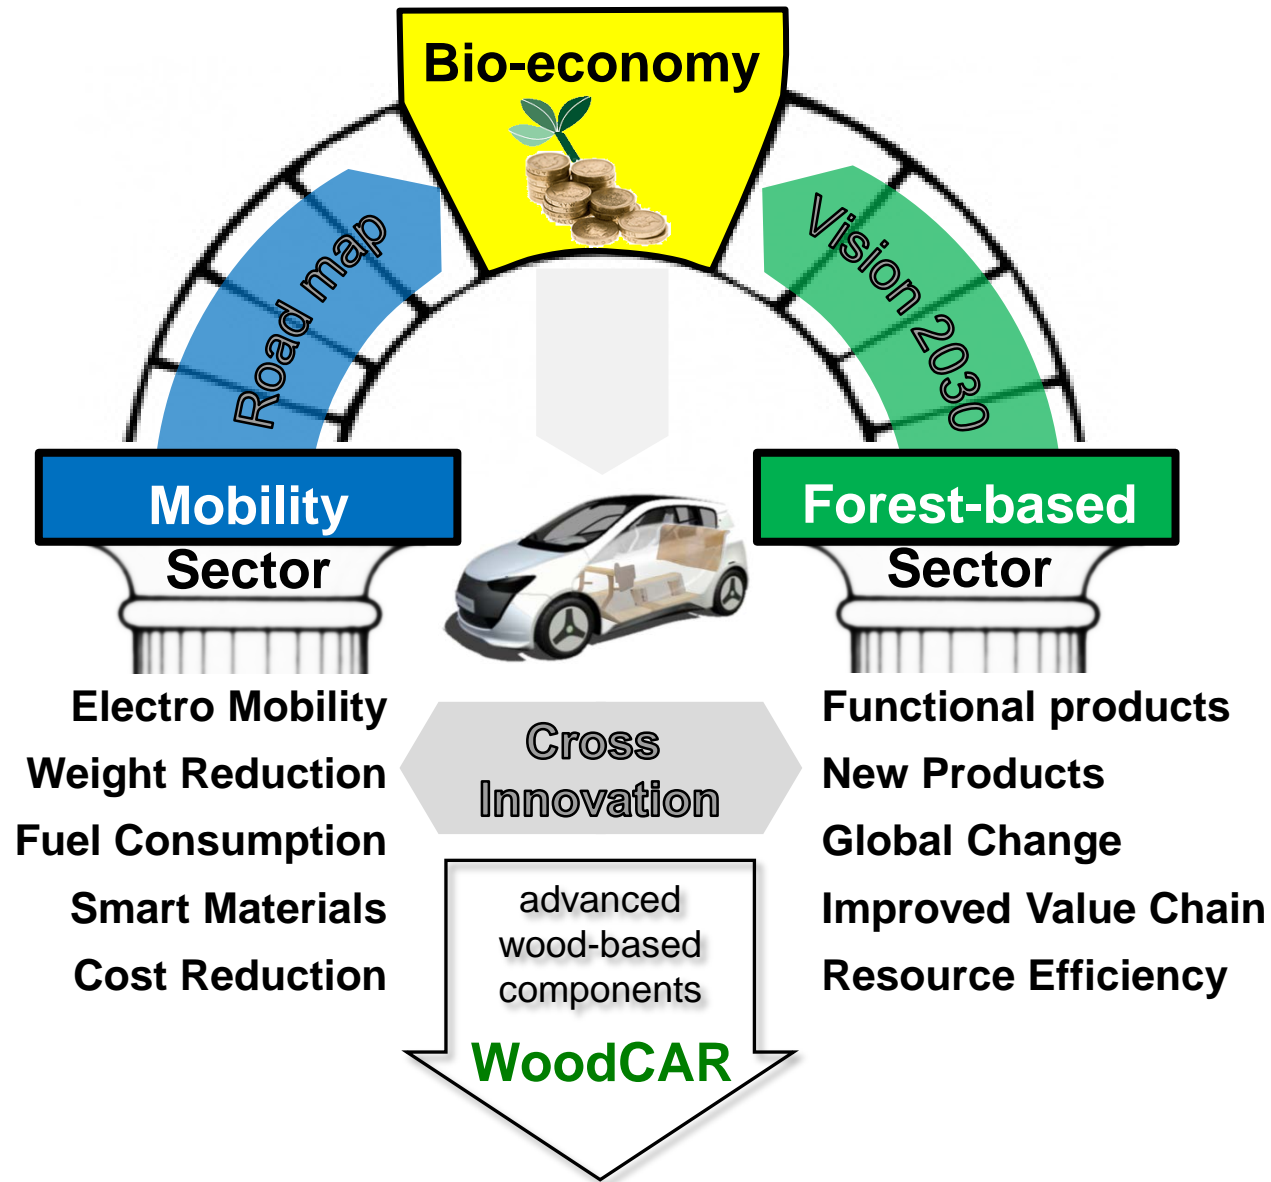 Bio-economy
Road map
Vision 2030
Mobility
Sector
Forest-based
Sector
Electro Mobility
Weight Reduction
Fuel Consumption
Smart Materials
Cost Reduction
Cross
Innovation
Functional products
New Products
Global Change
Improved Value Chain
Resource Efficiency
advanced
wood-based
components
WoodCAR